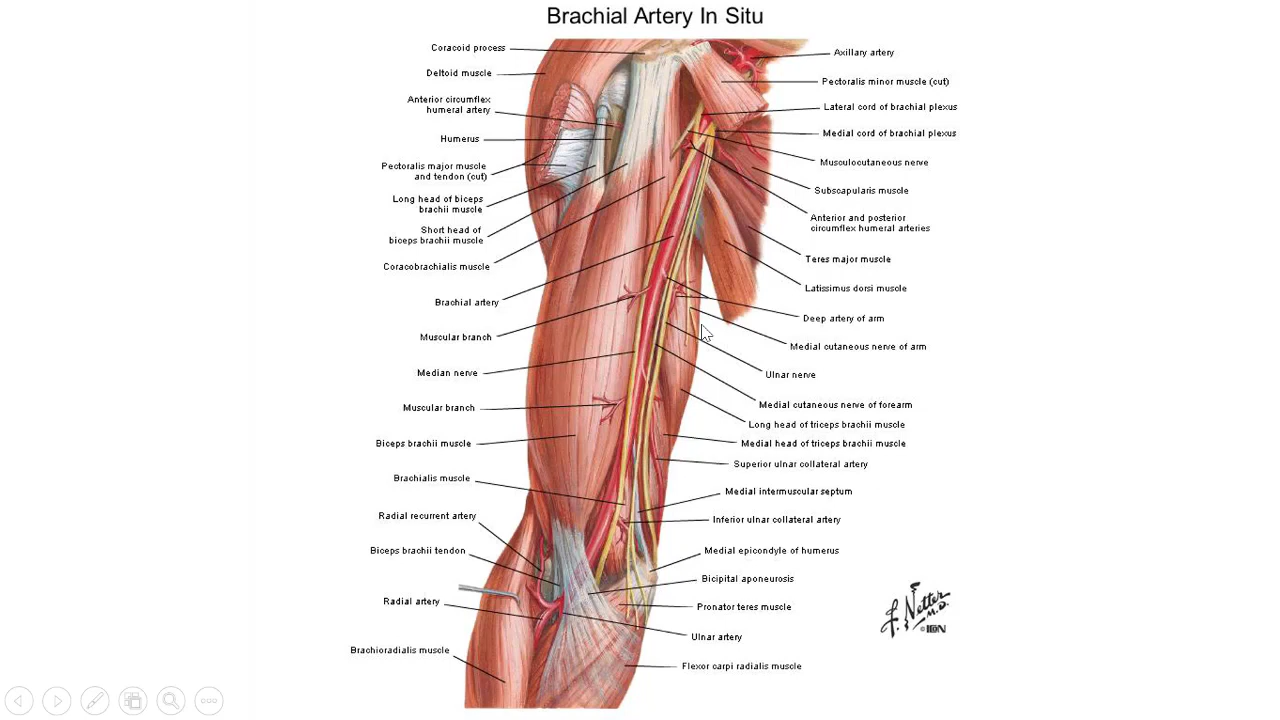 Brachial Artery In Situ
Coracoid process
Deltoid muscle
Anterior circumflex
humeral artery
Humerus
Pectoralis major muscle
and tendon (cut)
Long head of biceps
brachii muscle
Short head of
biceps brachii muscle
Coracobrachialis muscle
Brachial artery
Muscular branch
Median nerve
Muscular branch
Biceps brachii muscle
Brachialis muscle
Radial recurrent artery
Biceps brachii tendon
Radial artery
Brachioradialis muscle
Axillary artery
Pectoralis minor muscle (cut)
Lateral cord of brachial plexus
Medial cord of brachial plexus
Musculocutaneous nerve
Subscapularis muscle
Anterior and posterior
circumflex humeral arteries
Teres major muscle
Latissimus dorsi muscle
Deep artery of arm
Medial cutaneous nerve of arm
Ulnar nerve
Medial cutaneous nerve of forearm
Long head of triceps brachii muscle
Medial head of triceps brachii muscle
Superior ulnar collateral artery
Medial intermuscular septum
Inferior ulnar collateral artery
Medial epicondyle of humerus
Bicipital aponeurosis
Pronator teres muscle
Ulnar artery
Flexor carpi radialis muscle
F. Netter
M.D.
© ICON